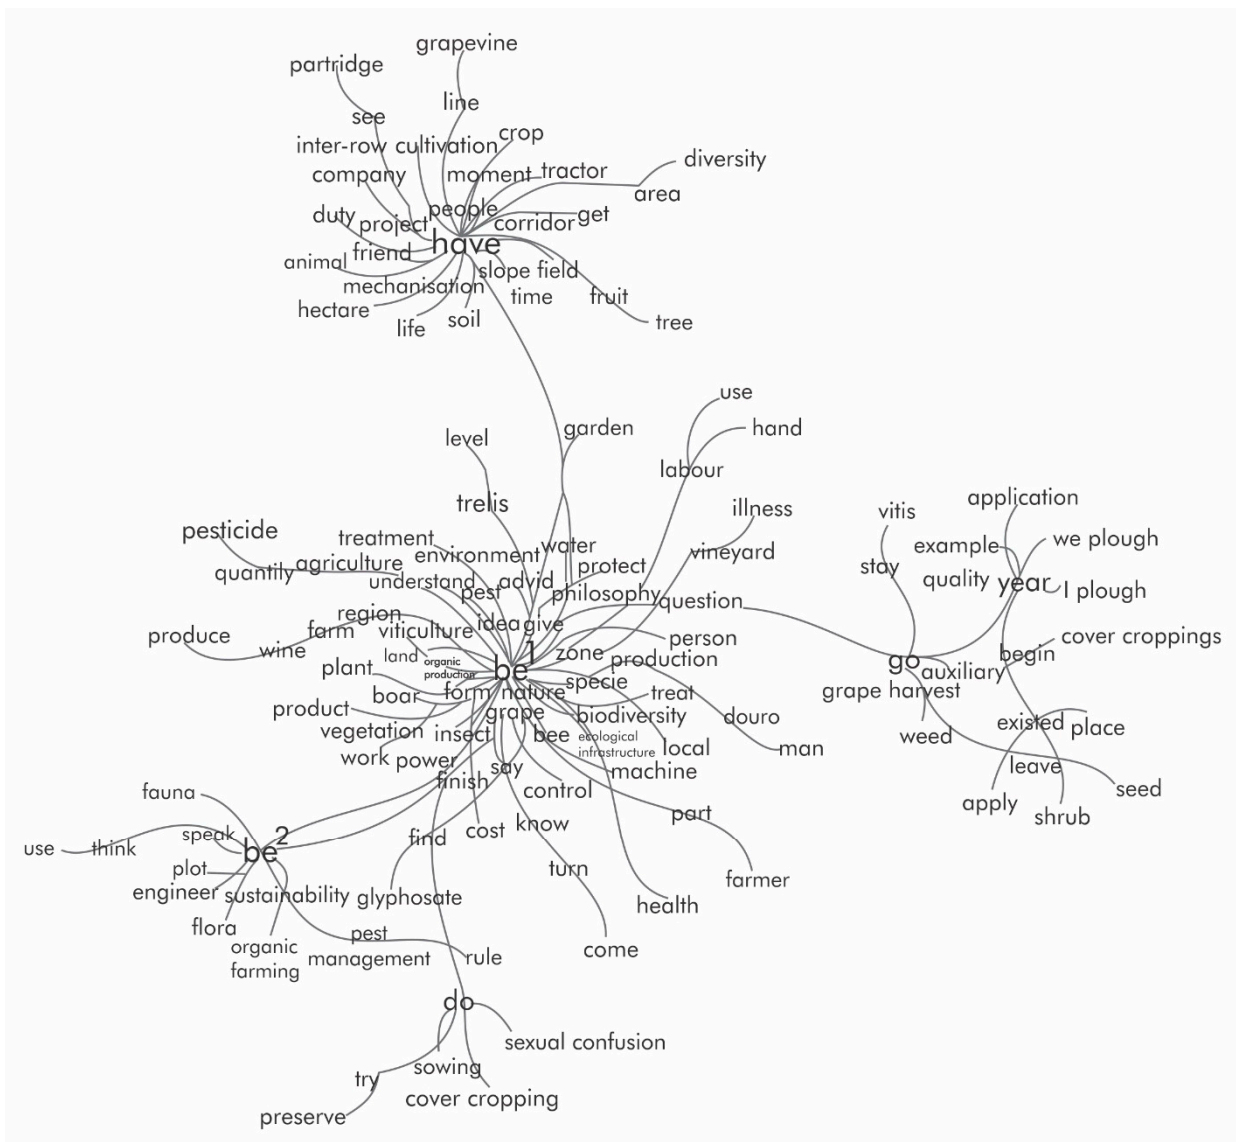 grapevine
partridge
line
see
crop
inter-row cultivation
diversity
company
moment
tractor
area
people
duty
project
corridor
get
have
friend
animal
slope field
mechanisation
time
fruit
hectare
life
soil
tree
use
level
garden
hand
labour
trelis
illness
vitis
application
pesticide
treatment
environment
water
vineyard
example
we plough
quantily
agriculture
understand
pest
advid
protect
philosophy
stay
quality
year
I plough
region
question
produce
farm
viticulture
idea
give
person
cover croppings
wine
land
organic
production
be
1
zone
production
go
auxiliary
begin
plant
boar
form
nature
specie
treat
grape harvest
product
grape
biodiversity
douro
existed
place
vegetation
insect
bee
ecological
infrastructure
local
man
weed
work
power
say
machine
leave
finish
control
seed
fauna
part
apply
shrub
use
think
speak
be
2
find
cost
know
plot
engineer
sustainability
glyphosate
turn
farmer
health
flora
organic
farming
pest
management
rule
come
do
sexual confusion
sowing
try
cover cropping
preserve